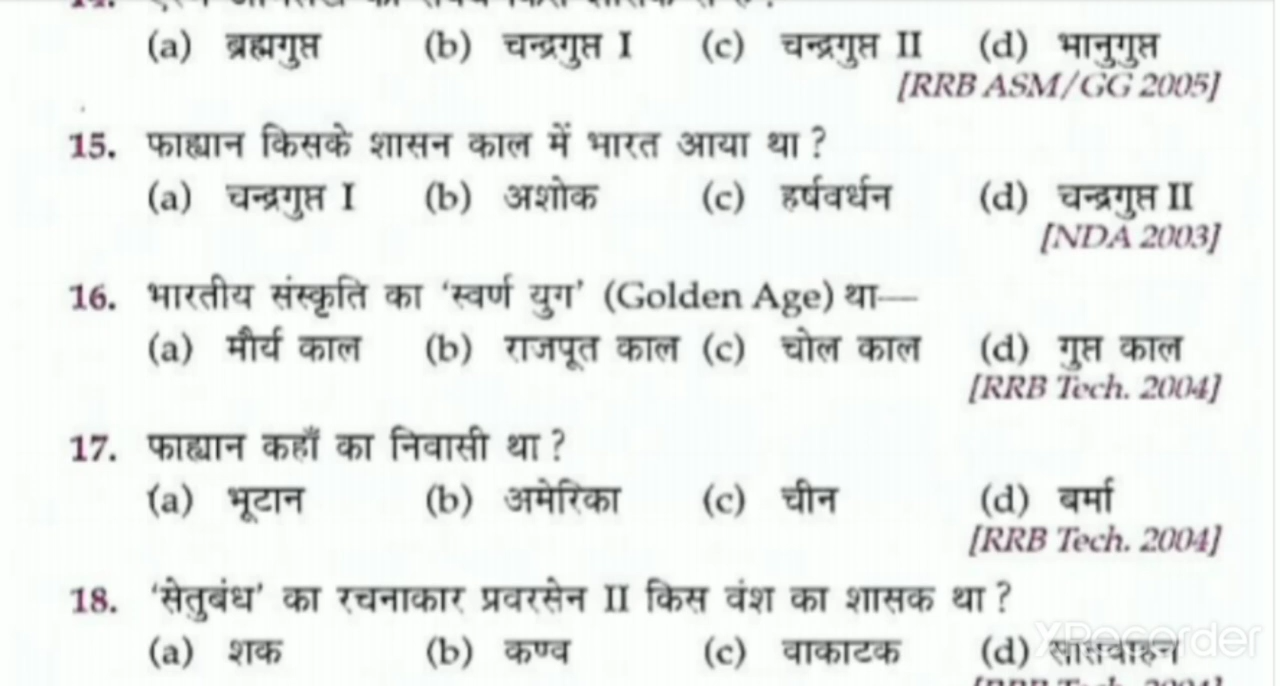 (a) ब्रह्मगुप्त (b) चन्द्रगुप्त I (c) चन्द्रगुप्त II (d) भानुगुप्त
[RRB ASM/GG 2005]
15. फाह्यान किसके शासन काल में भारत आया था ?
(a) चन्द्रगुप्त I (b) अशोक (c) हर्षवर्धन (d) चन्द्रगुप्त II
[NDA 2003]
16. भारतीय संस्कृति का ‘स्वर्ण युग’ (Golden Age) था—
(a) मौर्य काल (b) राजपूत काल (c) चोल काल (d) गुप्त काल
[RRB Tech. 2004]
17. फाह्यान कहाँ का निवासी था ?
(a) भूटान (b) अमेरिका (c) चीन (d) बर्मा
[RRB Tech. 2004]
18. ‘सेतुबंध’ का रचनाकार प्रवरसेन II किस वंश का शासक था ?
(a) शक (b) कण्व (c) वाकाटक (d) सातवाहन
XRecorder